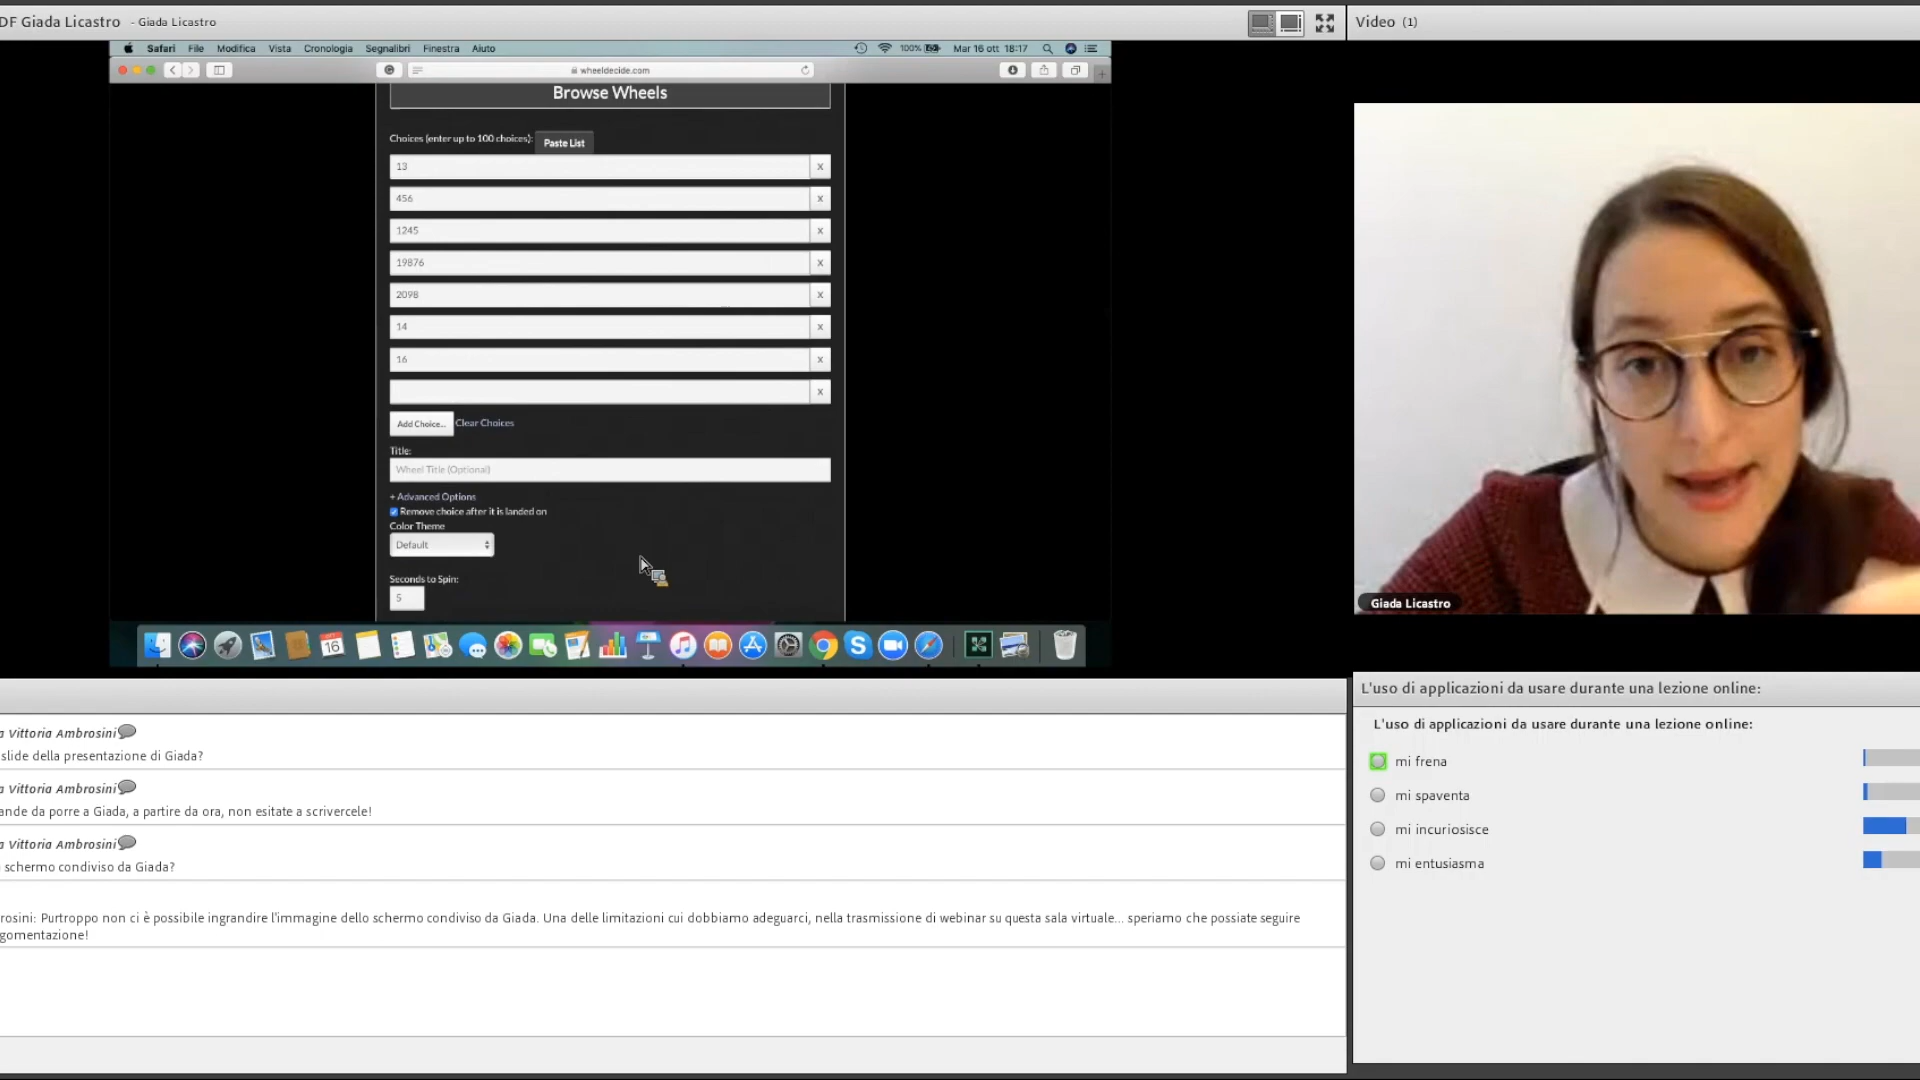 DF Giada Licastro - Giada Licastro
Video (1)
Safari File Modifica Vista Cronologia Segnalibri Finestra Aiuto 100% Mar 16 ott 18:17
wheeldecide.com
Browse Wheels
Choices (enter up to 100 choices): Paste List
13 x
456 x
1245 x
19876 x
2098 x
14 x
16 x
x
Add Choice... Clear Choices
Title:
Wheel Title (Optional)
+ Advanced Options
Remove choice after it is landed on
Color Theme
Default
Seconds to Spin:
5
16
Giada Licastro
a Vittoria Ambrosini
slide della presentazione di Giada?
a Vittoria Ambrosini
ande da porre a Giada, a partire da ora, non esitate a scrivercele!
a Vittoria Ambrosini
schermo condiviso da Giada?
rosini: Purtroppo non ci è possibile ingrandire l'immagine dello schermo condiviso da Giada. Una delle limitazioni cui dobbiamo adeguarci, nella trasmissione di webinar su questa sala virtuale... speriamo che possiate seguire
gomentazione!
L'uso di applicazioni da usare durante una lezione online:
L'uso di applicazioni da usare durante una lezione online:
mi frena
mi spaventa
mi incuriosisce
mi entusiasma